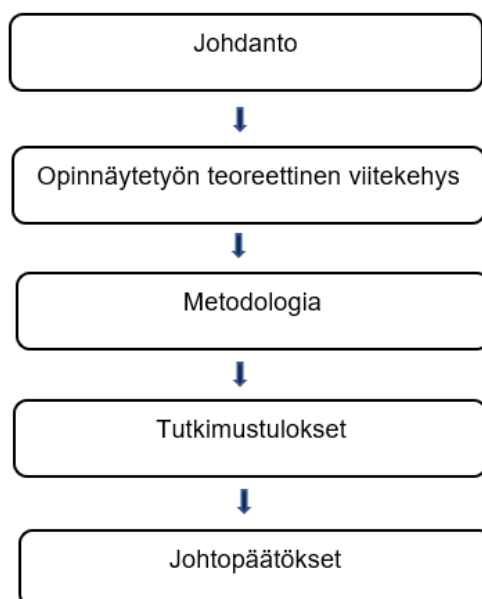 Johdanto
Opinnäytetyön teoreettinen viitekehys
Metodologia
Tutkimustulokset
Johtopäätökset